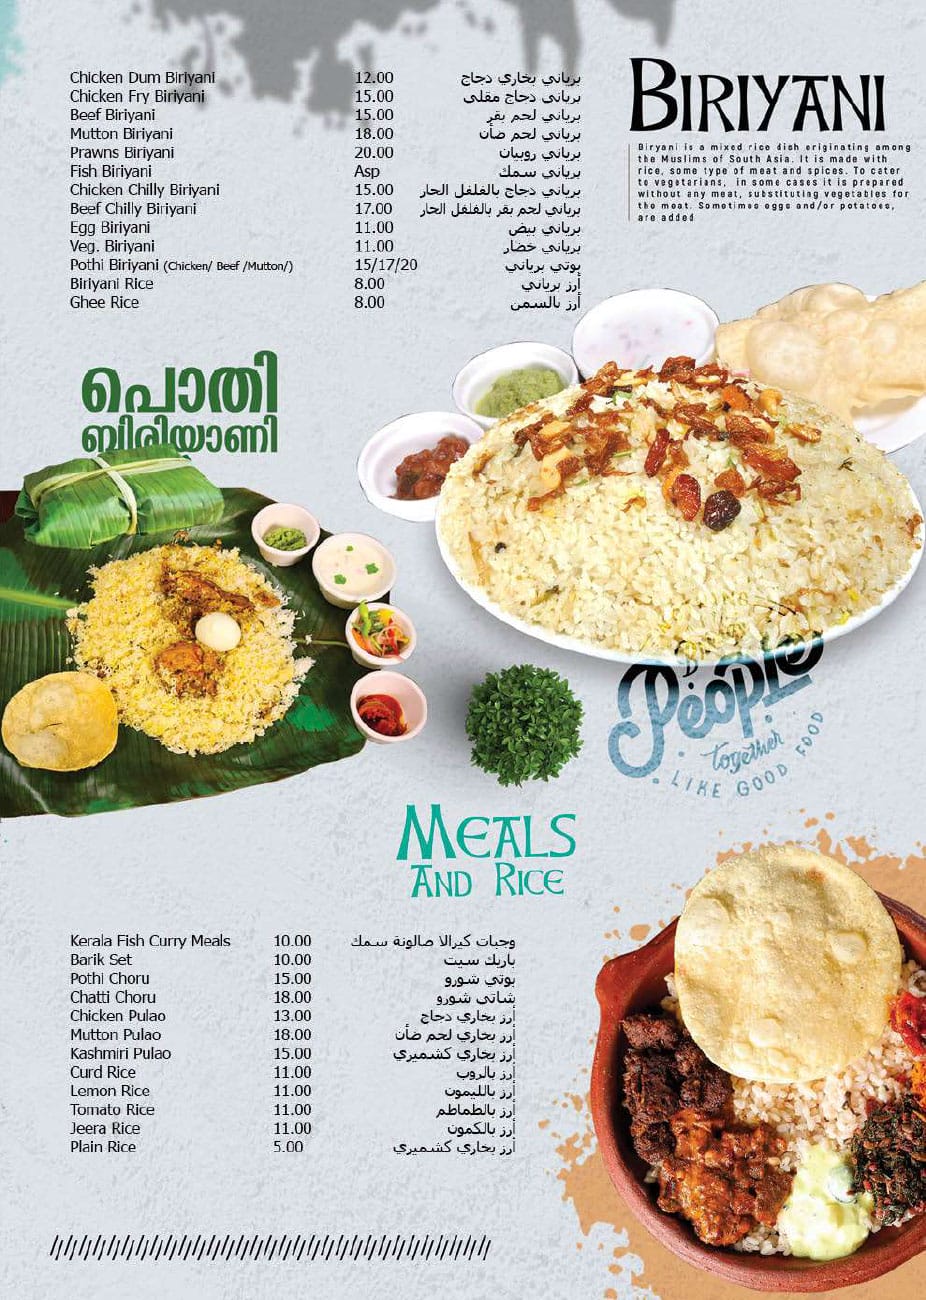 BIRIYANI
Biryani is a mixed rice dish originating among
the Muslims of South Asia. It is made with
rice, some type of meat and spices. To cater
to vegetarians, in some cases it is prepared
without any meat, substituting vegetables for
the meat. Sometimes eggs and/or potatoes,
are added
Chicken Dum Biriyani 12.00 برياني بخاري دجاج
Chicken Fry Biriyani 15.00 برياني دجاج مقلى
Beef Biriyani 15.00 برياني لحم بقر
Mutton Biriyani 18.00 برياني لحم ضأن
Prawns Biriyani 20.00 برياني روبيان
Fish Biriyani Asp برياني سمك
Chicken Chilly Biriyani 15.00 برياني دجاج بالفلفل الحار
Beef Chilly Biriyani 17.00 برياني لحم بقر بالفلفل الحار
Egg Biriyani 11.00 برياني بيض
Veg. Biriyani 11.00 برياني خضار
Pothi Biriyani (Chicken/ Beef /Mutton/) 15/17/20 بوتي برياني
Biriyani Rice 8.00 أرز برياني
Ghee Rice 8.00 أرز بالسمن
പൊതി
ബിരിയാണി
PEOPLE
together
LIKE GOOD FOOD
MEALS
AND RICE
Kerala Fish Curry Meals 10.00 وجبات كيرالا صالونة سمك
Barik Set 10.00 باريك سيت
Pothi Choru 15.00 بوتي شورو
Chatti Choru 18.00 شاتى شورو
Chicken Pulao 13.00 أرز بخاري دجاج
Mutton Pulao 18.00 أرز بخاري لحم ضأن
Kashmiri Pulao 15.00 أرز بخاري كشميري
Curd Rice 11.00 أرز بالروب
Lemon Rice 11.00 أرز بالليمون
Tomato Rice 11.00 أرز بالطماطم
Jeera Rice 11.00 أرز بالكمون
Plain Rice 5.00 أرز بخاري كشميري